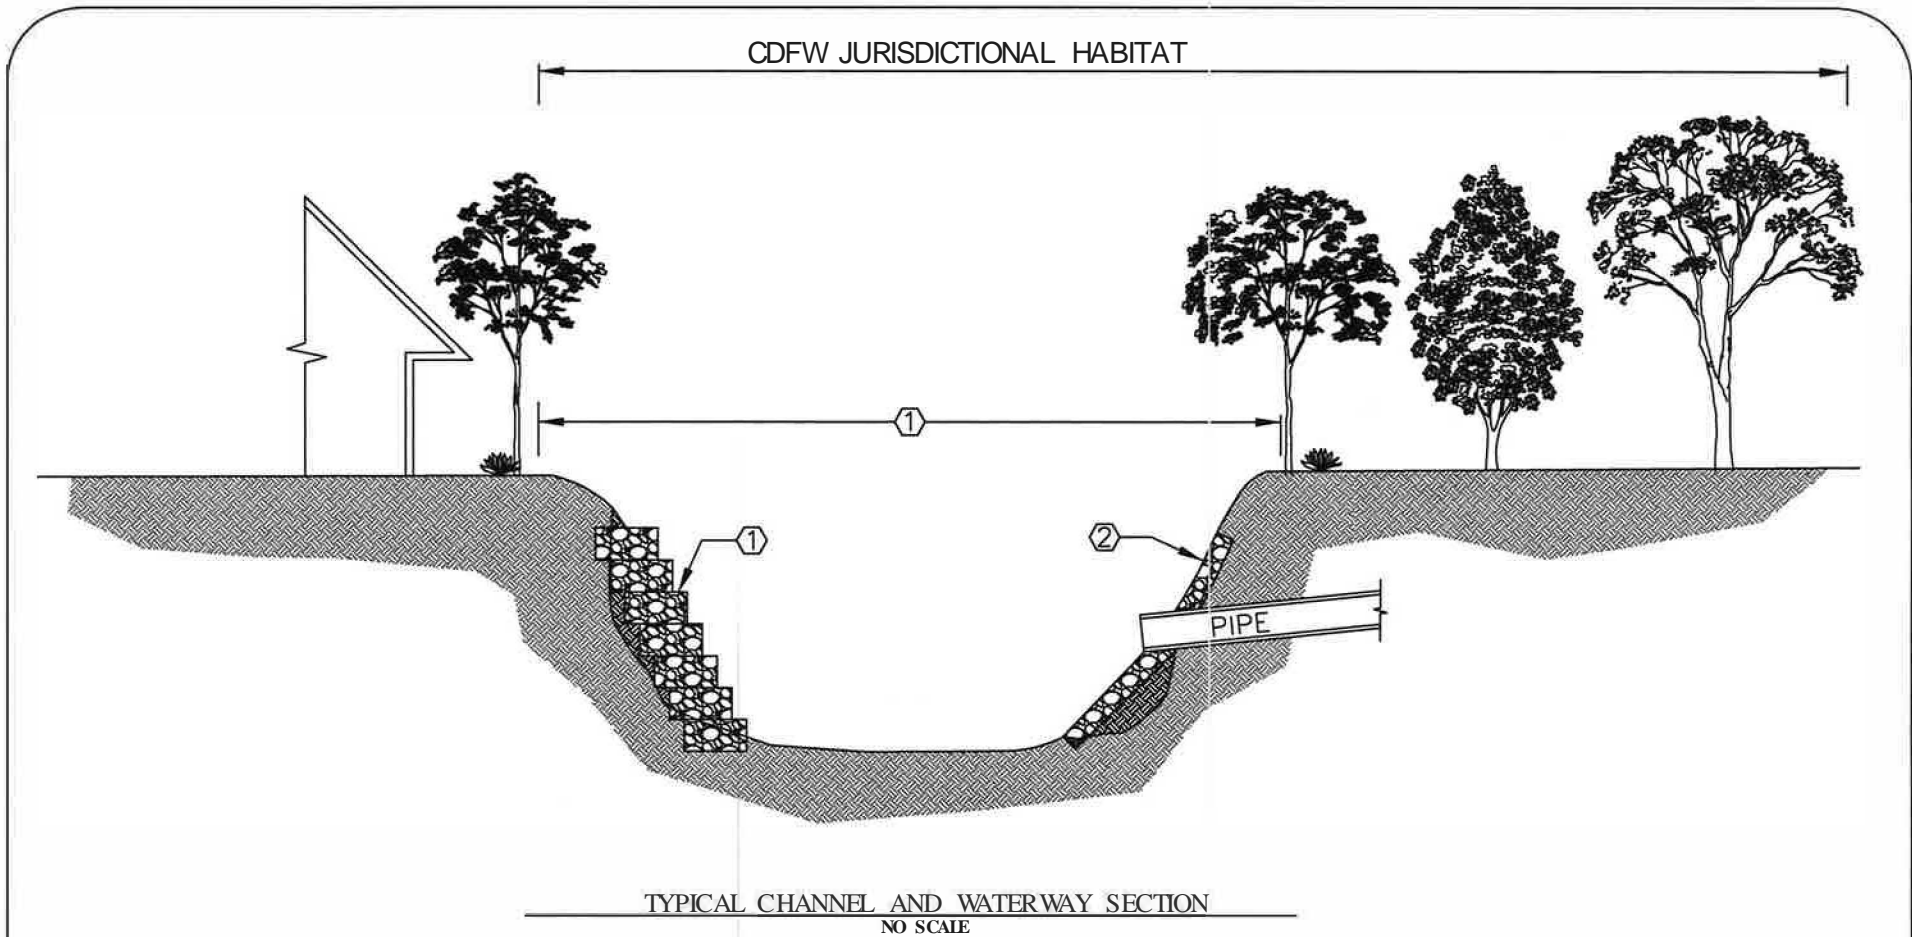 CDFW JURISDICTIONAL HABITAT
1
1
2
PIPE
TYPICAL CHANNEL AND WATERWAY SECTION
NO SCALE